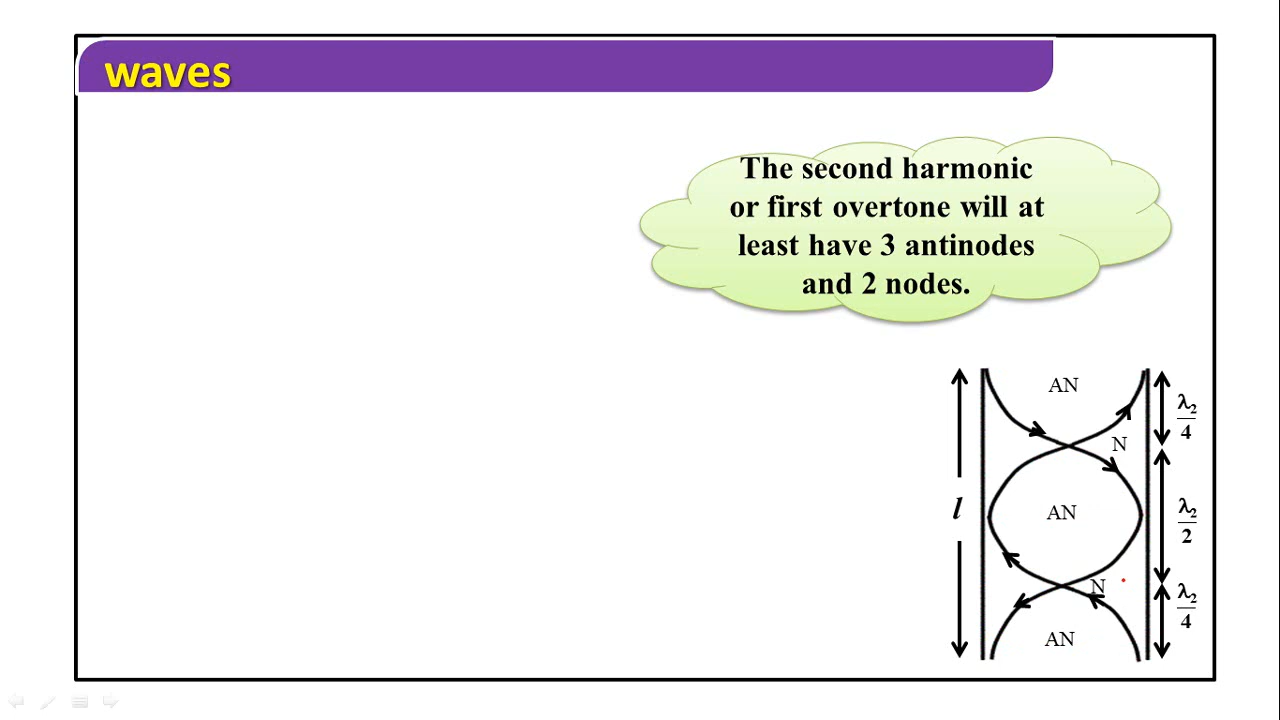 waves
The second harmonic
or first overtone will at
least have 3 antinodes
and 2 nodes.
AN
λ₂
4
N
l
AN
λ₂
2
N
λ₂
4
AN